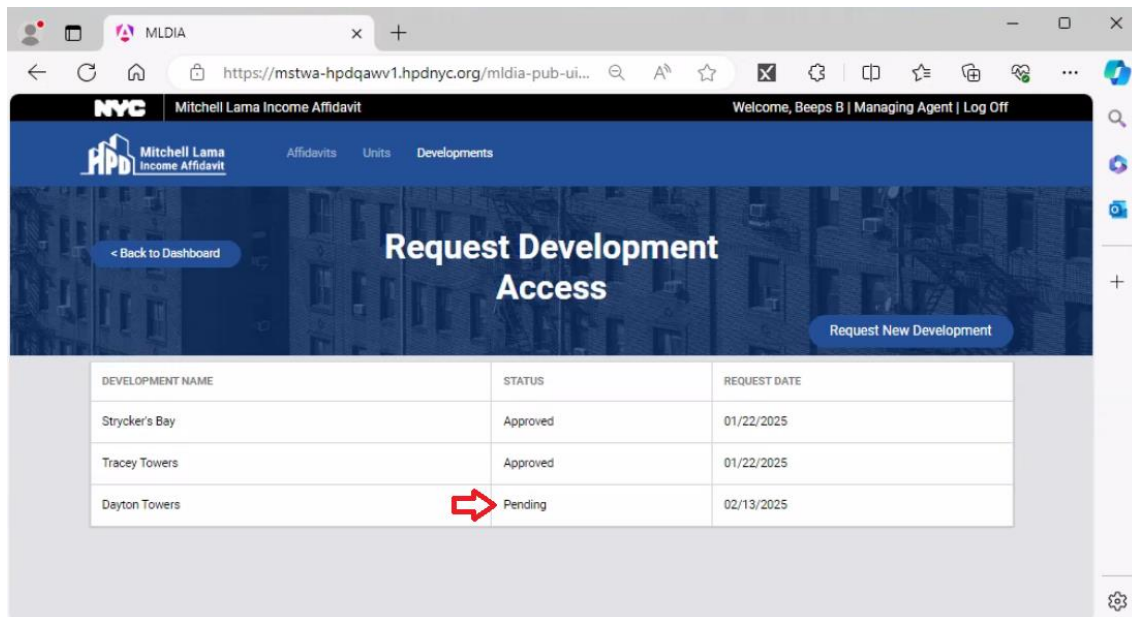 MLDIA
https://mstwa-hpdqawv1.hpdnyc.org/mldia-pub-ui...
NYC Mitchell Lama Income Affidavit Welcome, Beeps B | Managing Agent | Log Off
HPD Mitchell Lama Income Affidavit Affidavits Units Developments
< Back to Dashboard
Request Development
Access
Request New Development
DEVELOPMENT NAME STATUS REQUEST DATE
Strycker's Bay Approved 01/22/2025
Tracey Towers Approved 01/22/2025
Dayton Towers Pending 02/13/2025